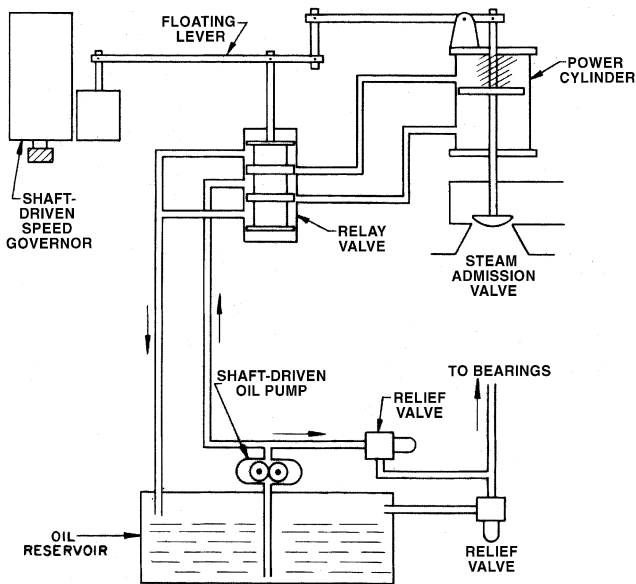 FLOATING
LEVER
POWER
CYLINDER
SHAFT-
DRIVEN
SPEED
GOVERNOR
RELAY
VALVE
STEAM
ADMISSION
VALVE
SHAFT-DRIVEN
OIL PUMP
RELIEF
VALVE
TO BEARINGS
OIL
RESERVOIR
RELIEF
VALVE